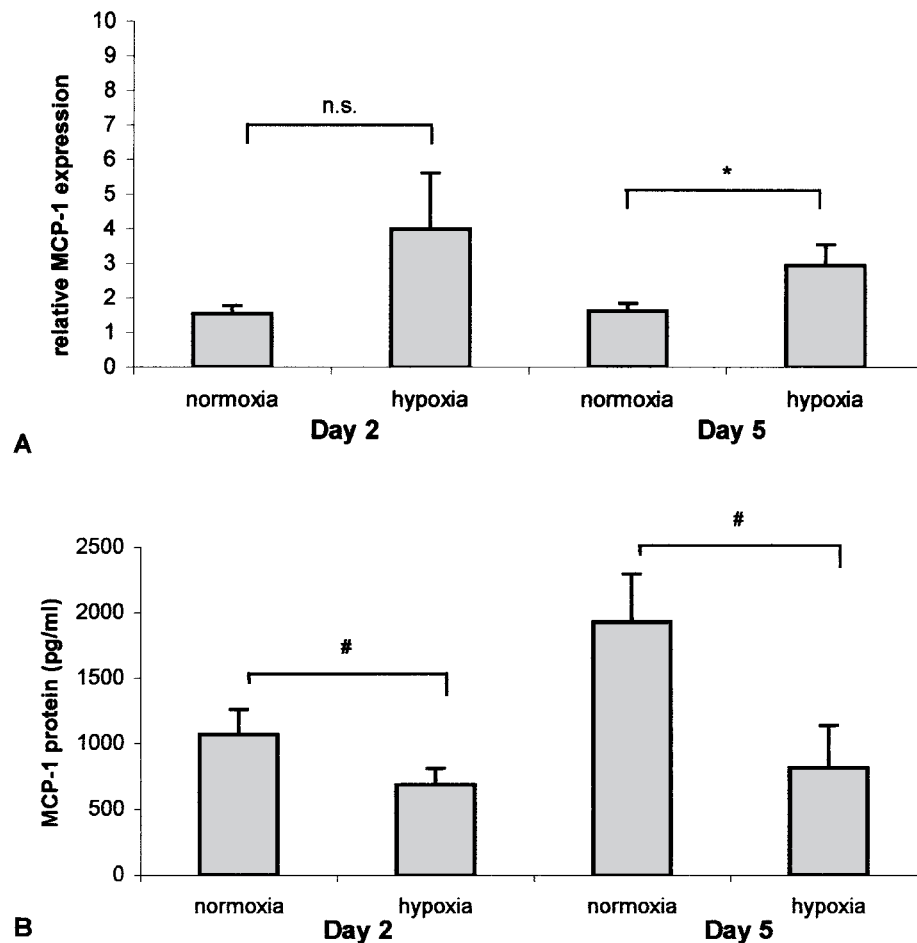 relative MCP-1 expression
10
9
8
7
6
5
4
3
2
1
0
n.s.
*
normoxia hypoxia normoxia hypoxia
Day 2 Day 5
A
MCP-1 protein (pg/ml)
2500
2000
1500
1000
500
0
#
#
normoxia hypoxia normoxia hypoxia
Day 2 Day 5
B